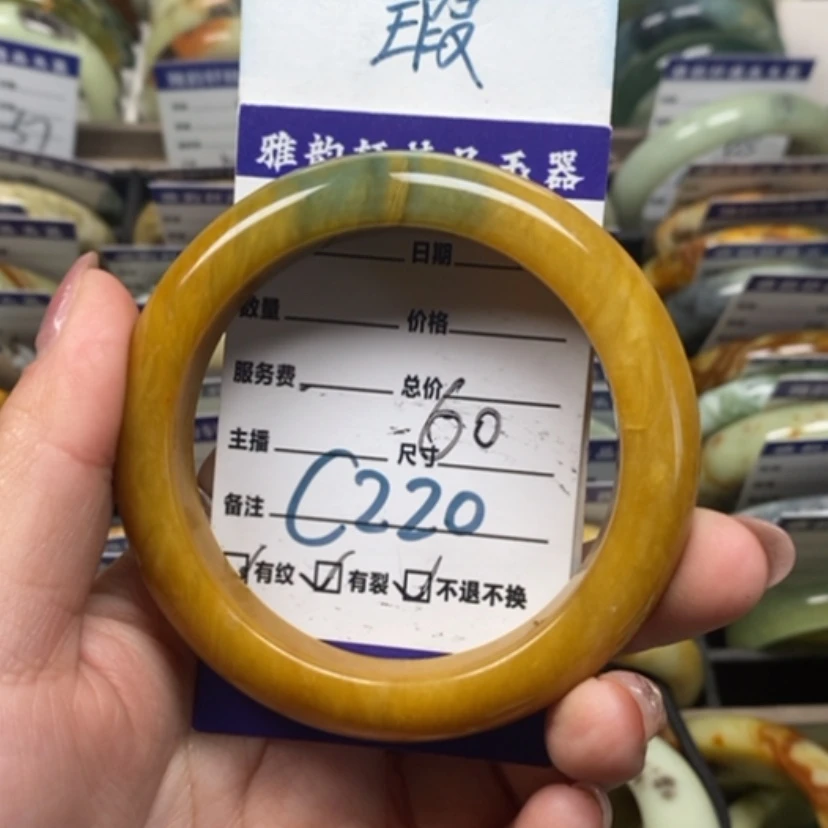 瑕
雅韵
玉器
日期
数量 价格
服务费 总价
60
主播 尺寸
备注 C220
有纹 有裂 不退不换